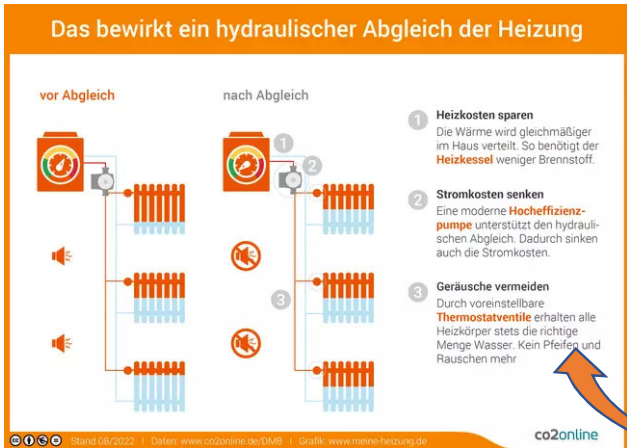 Das bewirkt ein hydraulischer Abgleich der Heizung
vor Abgleich
nach Abgleich
1
2
3
1
Heizkosten sparen
Die Wärme wird gleichmäßiger
im Haus verteilt. So benötigt der
Heizkessel weniger Brennstoff.
2
Stromkosten senken
Eine moderne Hocheffizienz-
pumpe unterstützt den hydrauli-
schen Abgleich. Dadurch sinken
auch die Stromkosten.
3
Geräusche vermeiden
Durch voreinstellbare
Thermostatventile erhalten alle
Heizkörper stets die richtige
Menge Wasser. Kein Pfeifen und
Rauschen mehr
Stand 08/2022 | Daten: www.co2online.de/DMB | Grafik: www.meine-heizung.de
co2online